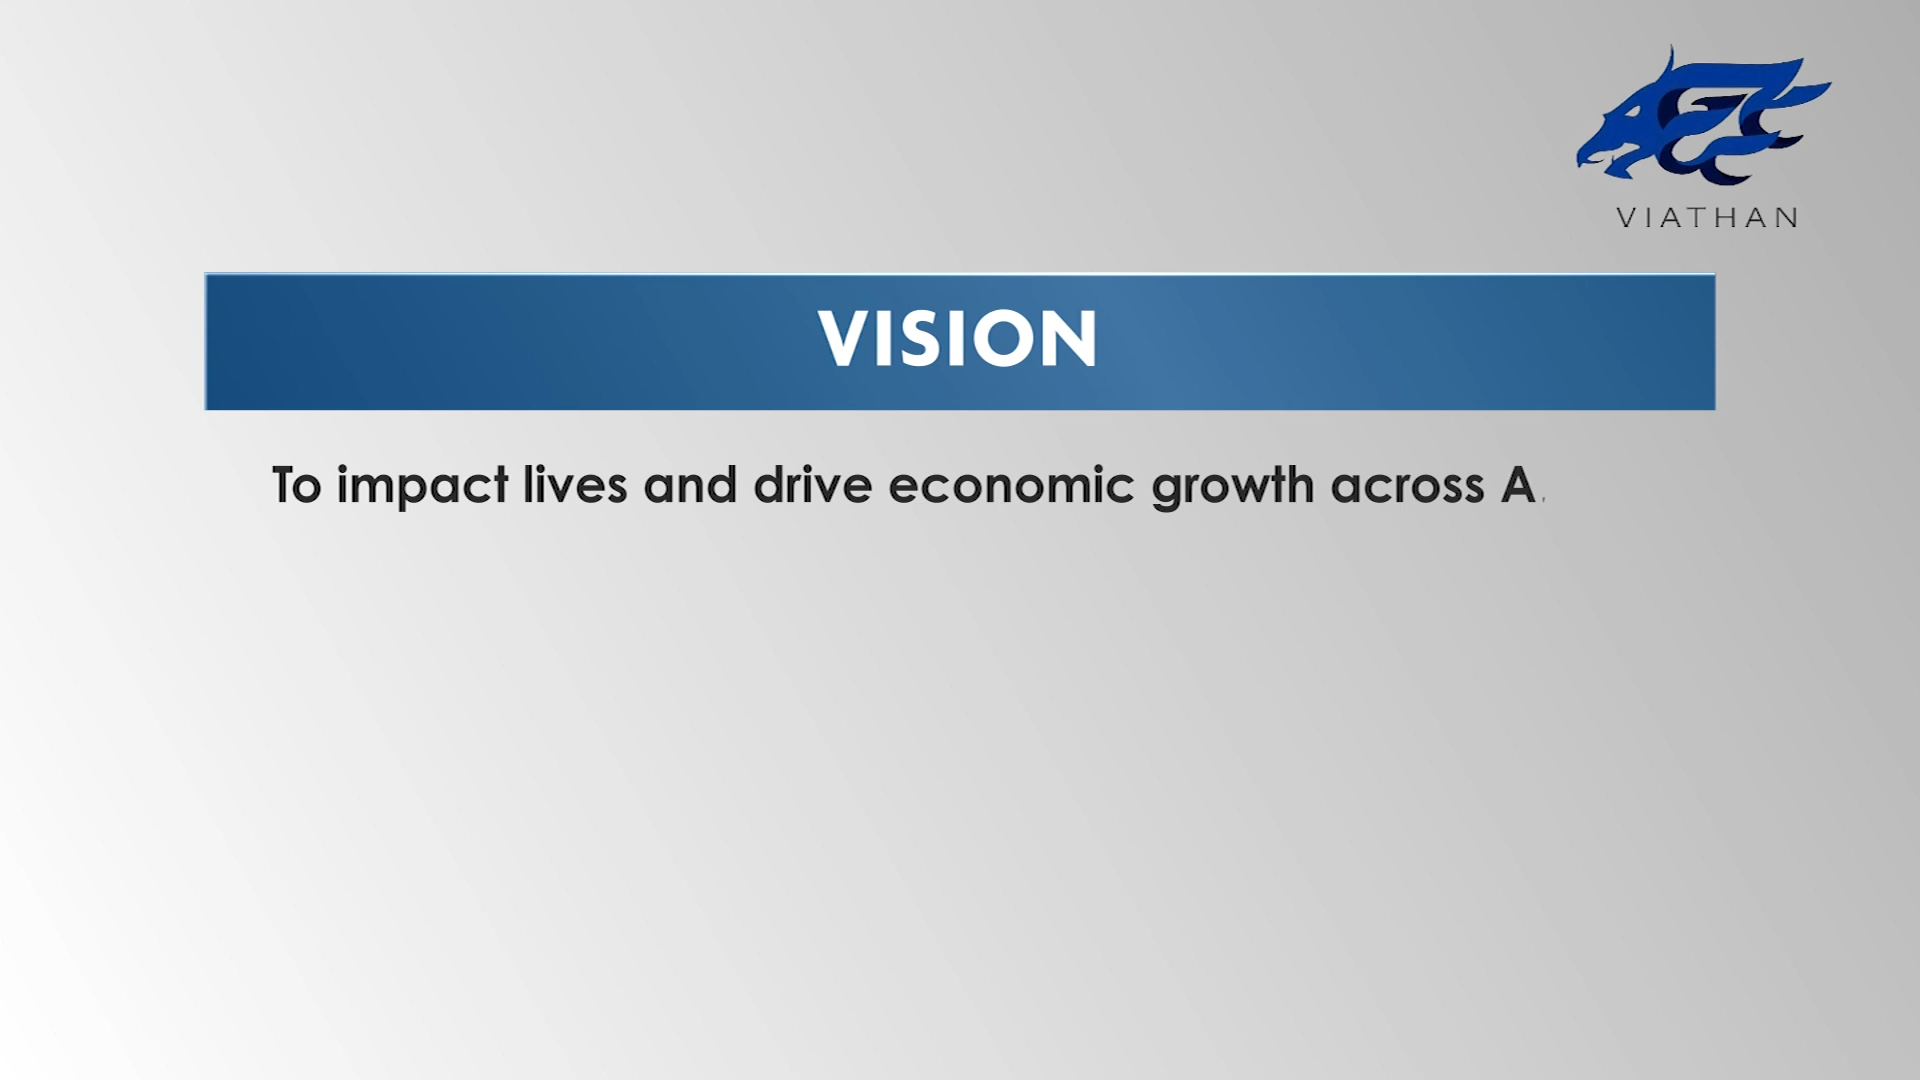 VIATHAN
VISION
To impact lives and drive economic growth across A